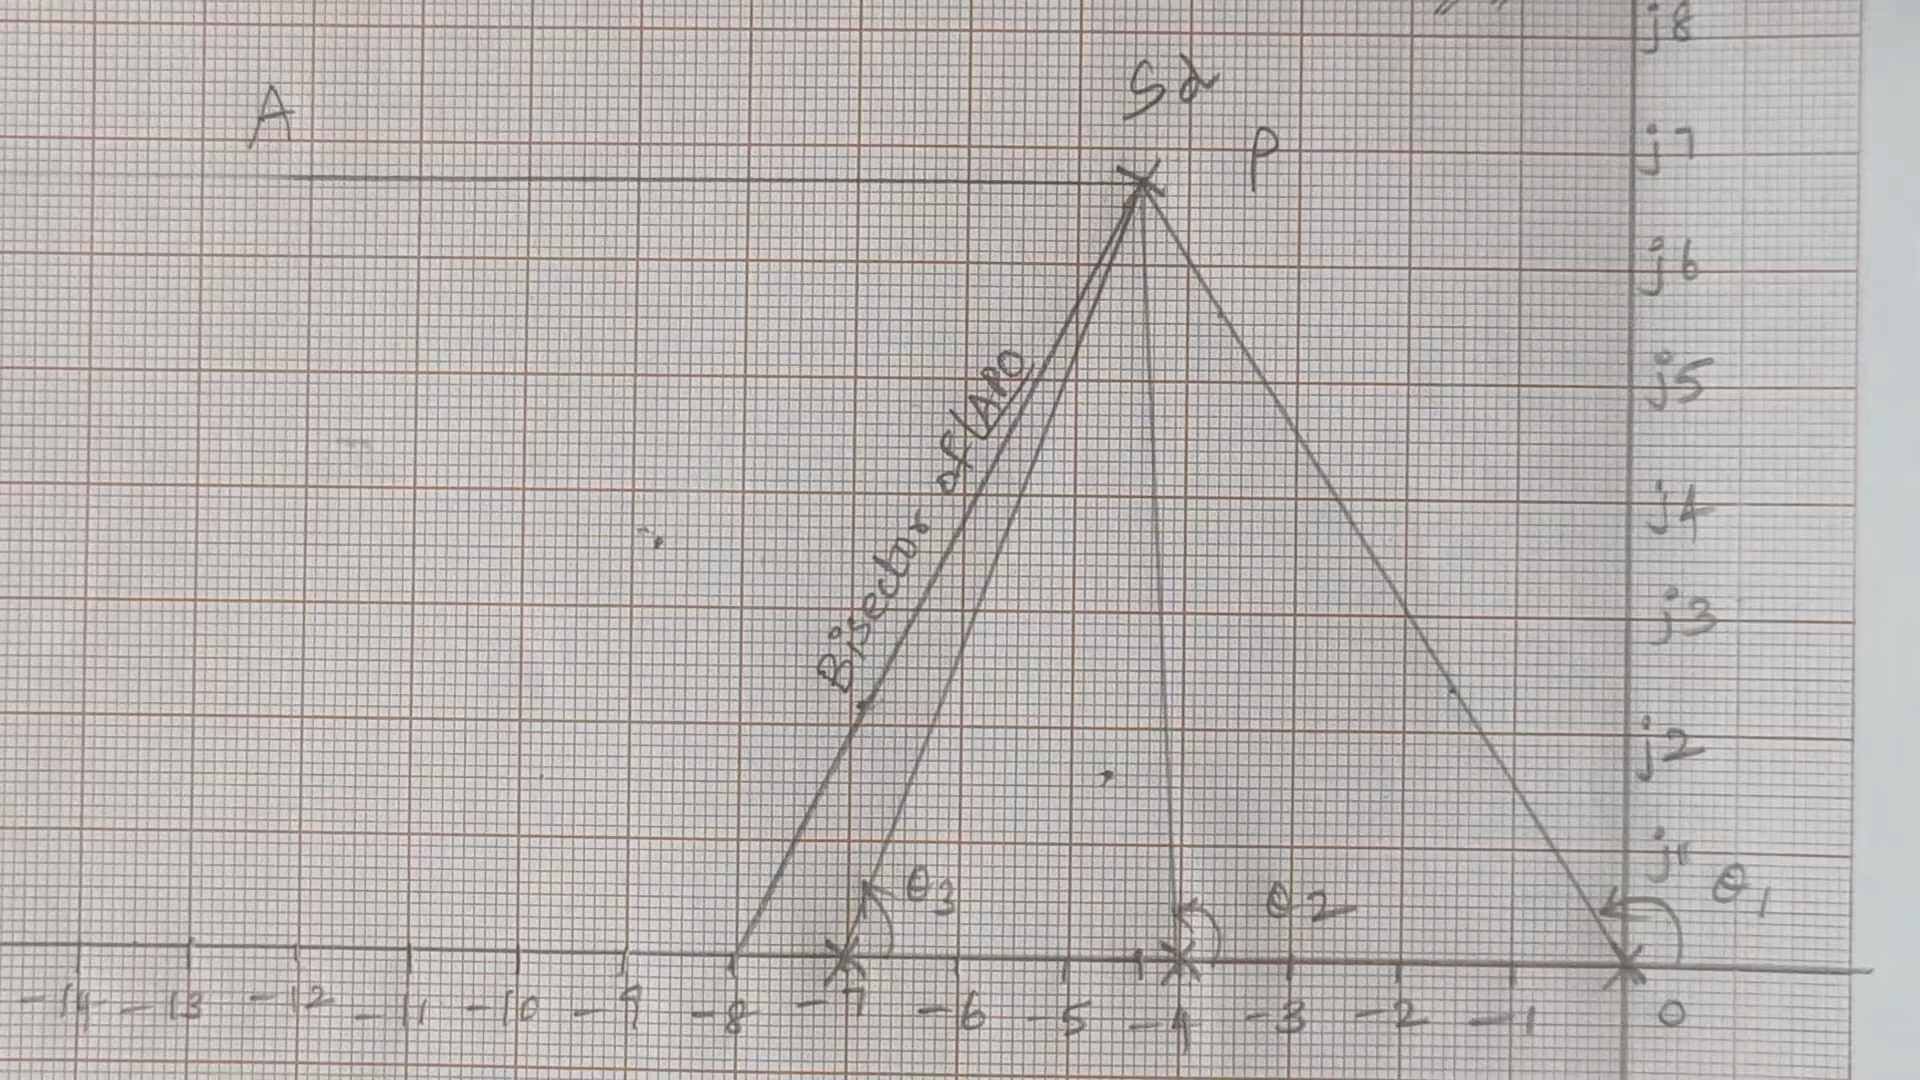 j8
Sd
A
P
j7
j6
j5
Bisector of ∠APO
j4
j3
j2
j1
θ3
θ2
θ1
-14 -13 -12 -11 -10 -9 -8 -7 -6 -5 -4 -3 -2 -1 0